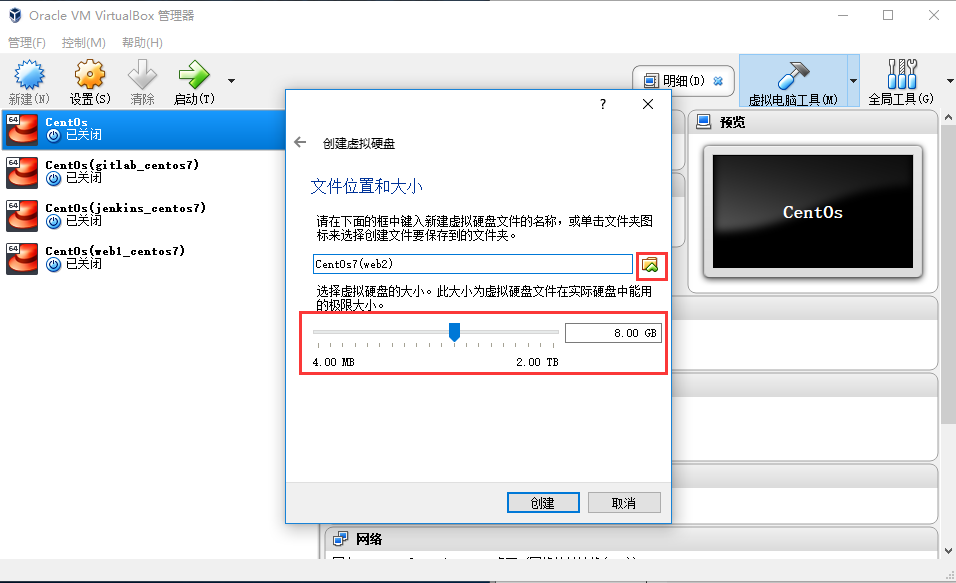 Oracle VM VirtualBox 管理器
管理(F) 控制(M) 帮助(H)
新建(N) 设置(S) 清除 启动(T)
明细(D) 虚拟电脑工具(M) 全局工具(G)
64 CentOs
已关闭
64 CentOs(gitlab_centos7)
已关闭
64 CentOs(jenkins_centos7)
已关闭
64 CentOs(web1_centos7)
已关闭
?
创建虚拟硬盘
文件位置和大小
请在下面的框中键入新建虚拟硬盘文件的名称，或单击文件夹图
标来选择创建文件要保存到的文件夹。
CentOs7(web2)
选择虚拟硬盘的大小。此大小为虚拟硬盘文件在实际硬盘中能用
的极限大小。
8.00 GB
4.00 MB 2.00 TB
创建 取消
预览
CentOs
网络